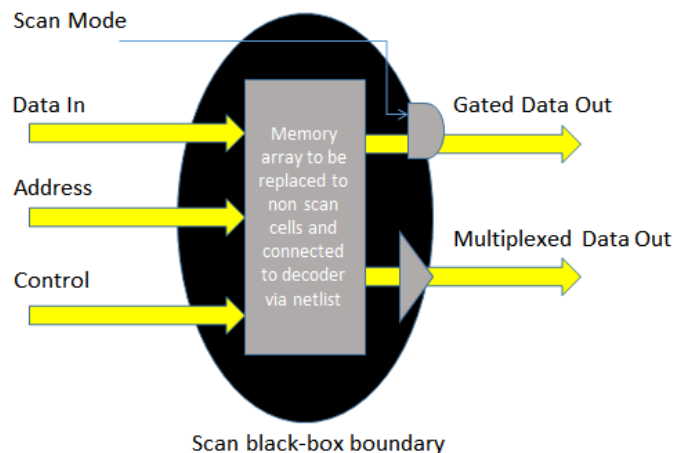 Scan Mode
Data In
Address
Control
Memory
array to be
replaced to
non scan
cells and
connected
to decoder
via netlist
Gated Data Out
Multiplexed Data Out
Scan black-box boundary